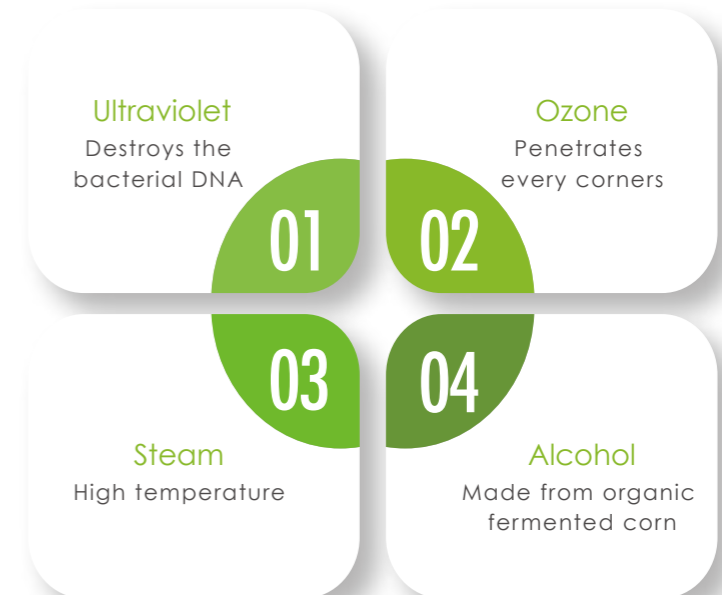 Ultraviolet
Destroys the
bacterial DNA
01
Ozone
Penetrates
every corners
02
03
Steam
High temperature
04
Alcohol
Made from organic
fermented corn